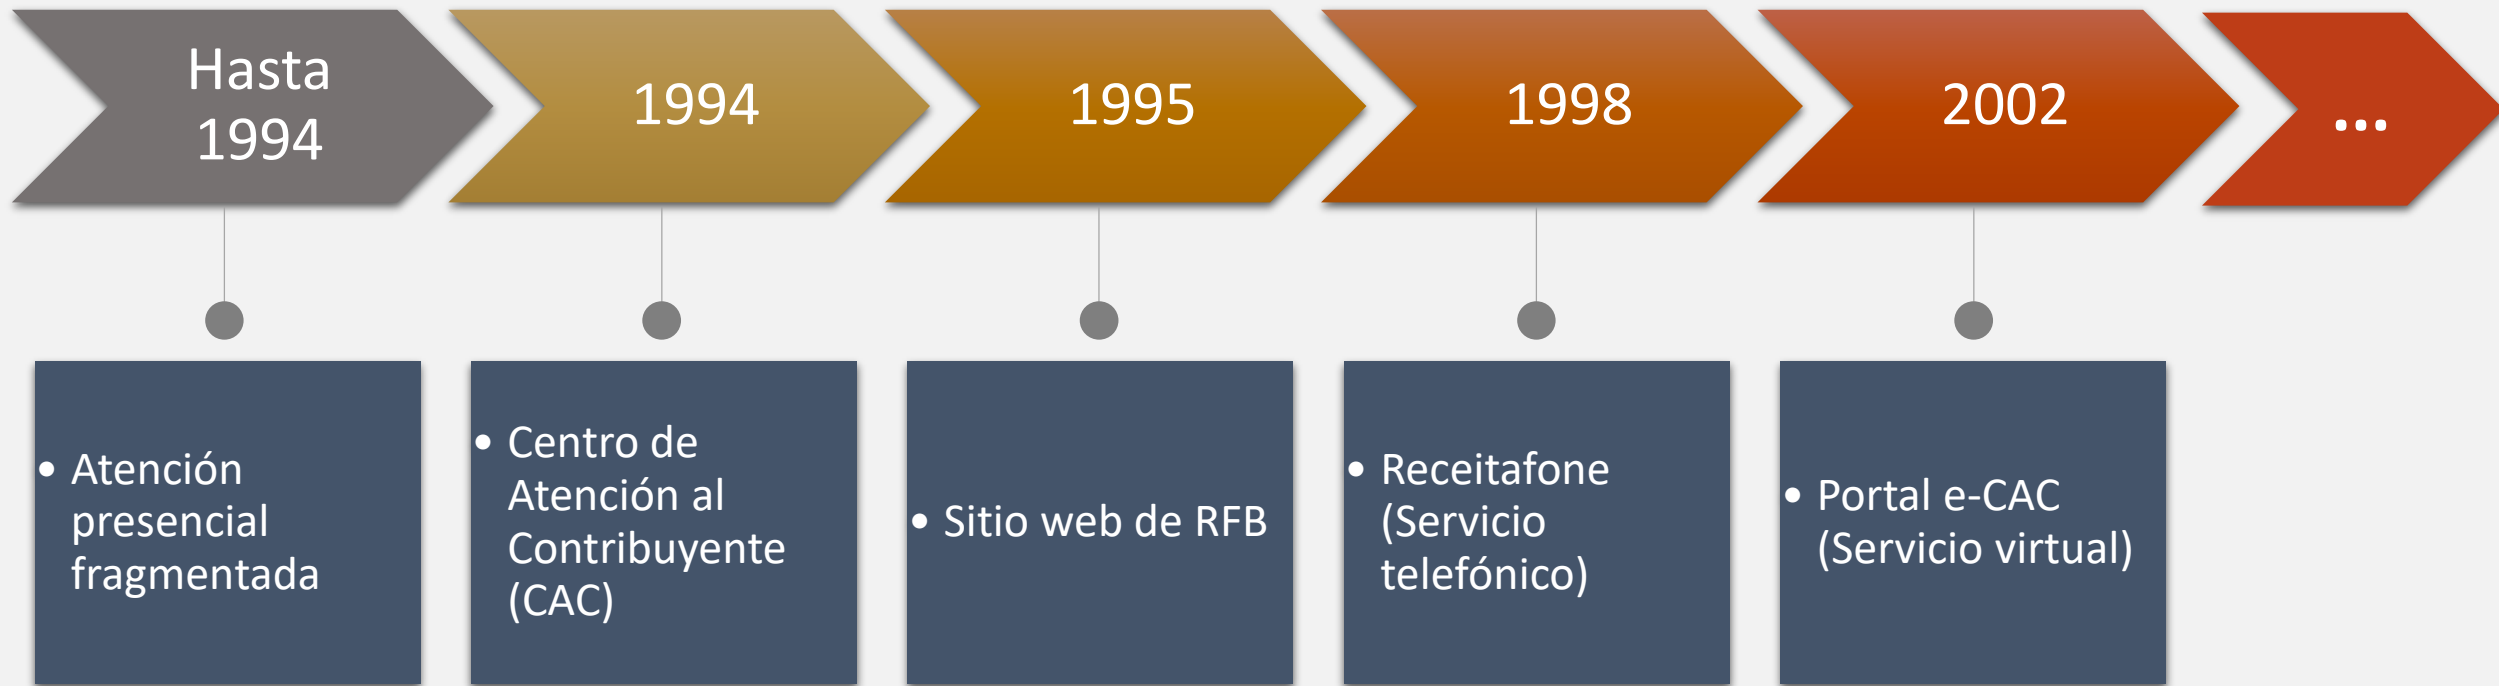 Hasta
1994
1994
1995
1998
2002
...
• Atención
presencial
fragmentada
• Centro de
Atención al
Contribuyente
(CAC)
• Sitio web de RFB
• Receitafone
(Servicio
telefónico)
• Portal e-CAC
(Servicio virtual)